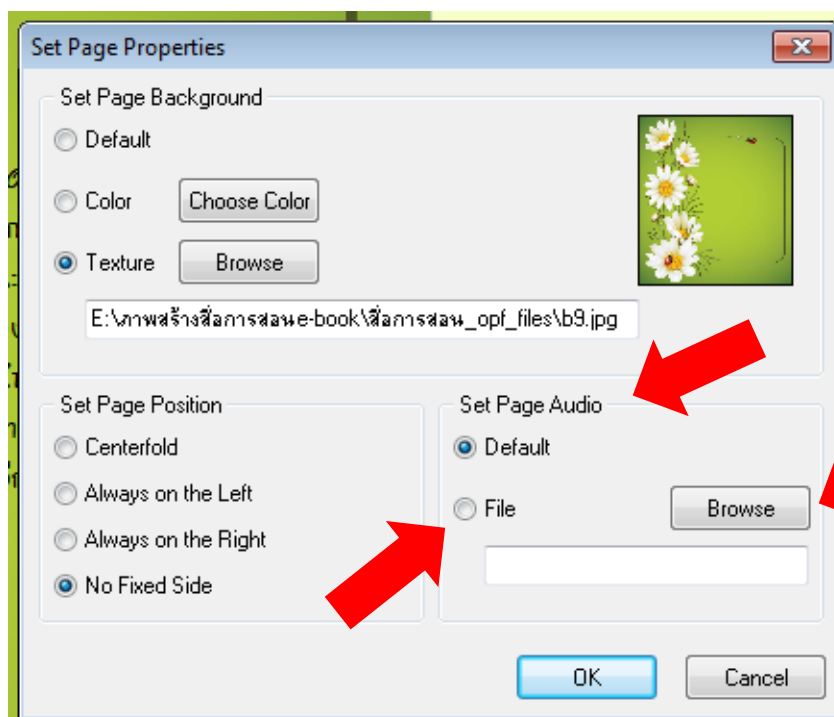 Set Page Properties
Set Page Background
Default
Color
Choose Color
Texture
Browse
E:\ภาพสร้างสื่อการสอนe-book\สื่อการสอน_opf_files\b9.jpg
Set Page Position
Centerfold
Always on the Left
Always on the Right
No Fixed Side
Set Page Audio
Default
File
Browse
OK
Cancel